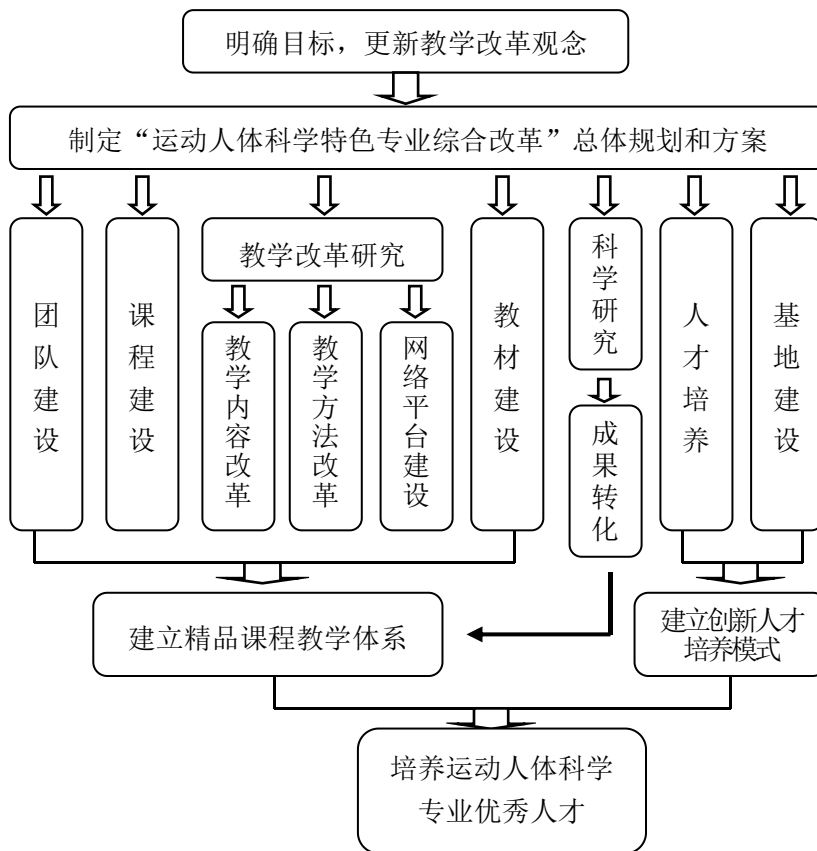 明确目标，更新教学改革观念
制定“运动人体科学特色专业综合改革”总体规划和方案
团队建设
课程建设
教学改革研究
教学内容改革
教学方法改革
网络平台建设
教材建设
科学研究
成果转化
人才培养
基地建设
建立精品课程教学体系
建立创新人才
培养模式
培养运动人体科学
专业优秀人才